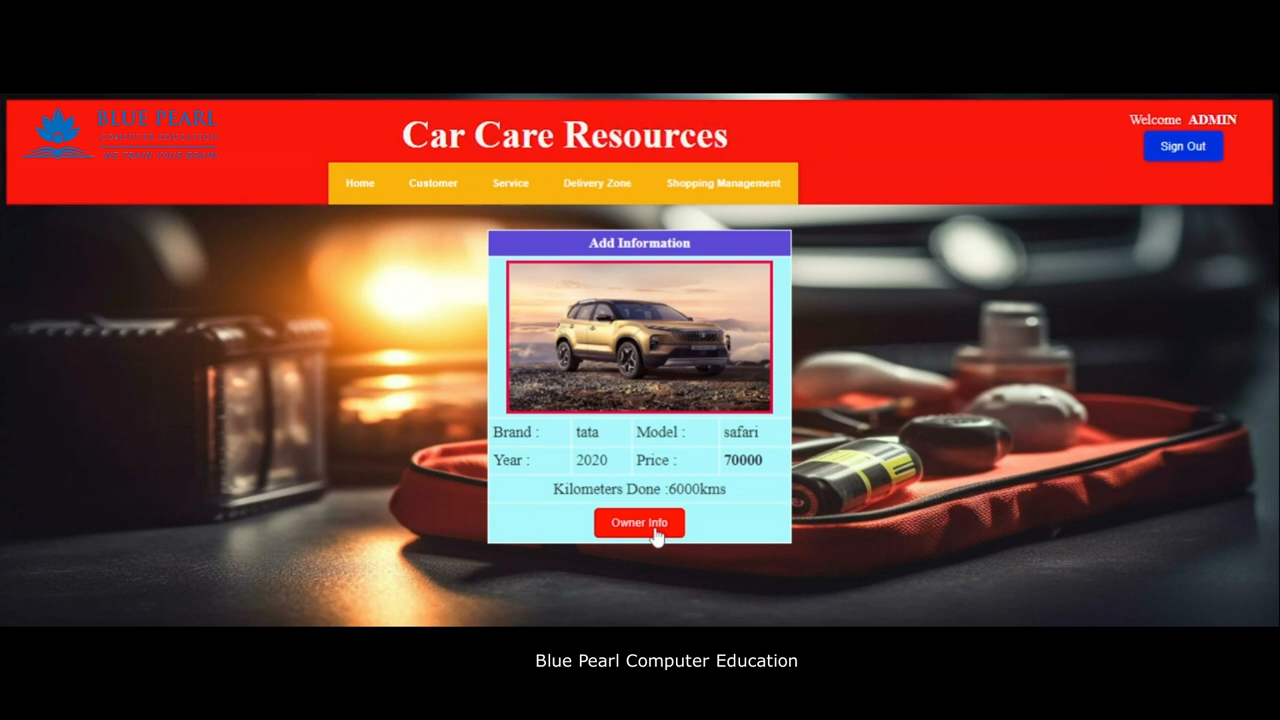 BLUE PEARL
COMPUTER EDUCATION
WE TRAIN YOUR BRAIN
Car Care Resources
Welcome ADMIN
Sign Out
Home Customer Service Delivery Zone Shopping Management
Add Information
Brand : tata Model : safari
Year : 2020 Price : 70000
Kilometers Done :6000kms
Owner Info
Blue Pearl Computer Education